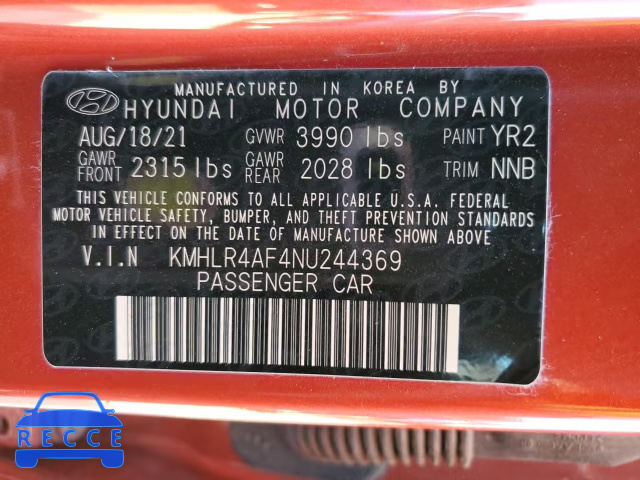 MANUFACTURED IN KOREA BY
HYUNDAI MOTOR COMPANY
AUG/18/21 GVWR 3990 lbs PAINT YR2
GAWR FRONT 2315 lbs GAWR REAR 2028 lbs TRIM NNB
THIS VEHICLE CONFORMS TO ALL APPLICABLE U.S.A. FEDERAL
MOTOR VEHICLE SAFETY, BUMPER, AND THEFT PREVENTION STANDARDS
IN EFFECT ON THE DATE OF MANUFACTURE SHOWN ABOVE.
V.I.N KMHLR4AF4NU244369
PASSENGER CAR
RECCE